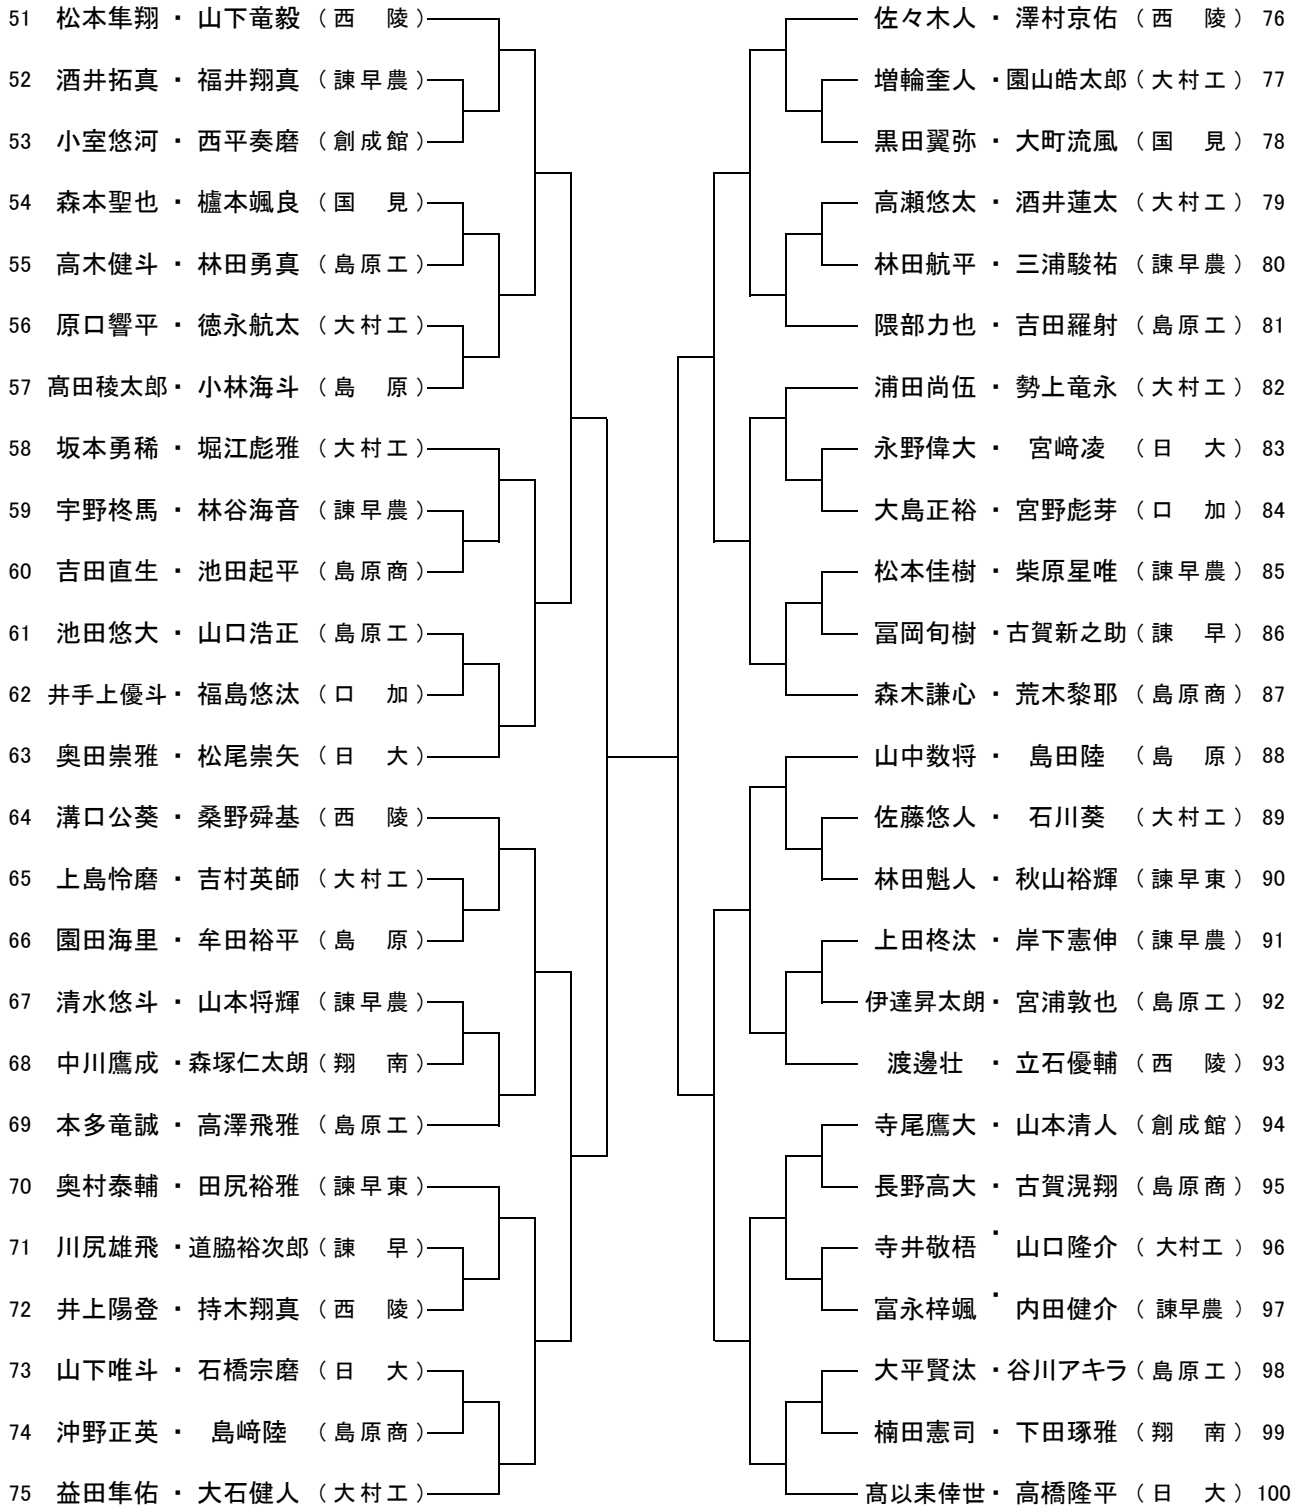 51 松本隼翔 ・ 山下竜毅 （西　陵）
52 酒井拓真 ・ 福井翔真 （諫早農）
53 小室悠河 ・ 西平奏磨 （創成館）
54 森本聖也 ・ 櫨本颯良 （国　見）
55 高木健斗 ・ 林田勇真 （島原工）
56 原口響平 ・ 徳永航太 （大村工）
57 髙田稜太郎・ 小林海斗 （島　原）
58 坂本勇稀 ・ 堀江彪雅 （大村工）
59 宇野柊馬 ・ 林谷海音 （諫早農）
60 吉田直生 ・ 池田起平 （島原商）
61 池田悠大 ・ 山口浩正 （島原工）
62 井手上優斗・ 福島悠汰 （口　加）
63 奥田崇雅 ・ 松尾崇矢 （日　大）
64 溝口公葵 ・ 桑野舜基 （西　陵）
65 上島怜磨 ・ 吉村英師 （大村工）
66 園田海里 ・ 牟田裕平 （島　原）
67 清水悠斗 ・ 山本将輝 （諫早農）
68 中川鷹成 ・森塚仁太朗（翔　南）
69 本多竜誠 ・ 高澤飛雅 （島原工）
70 奥村泰輔 ・ 田尻裕雅 （諫早東）
71 川尻雄飛 ・道脇裕次郎（諫　早）
72 井上陽登 ・ 持木翔真 （西　陵）
73 山下唯斗 ・ 石橋宗磨 （日　大）
74 沖野正英 ・ 島﨑陸 （島原商）
75 益田隼佑 ・ 大石健人 （大村工）
佐々木人 ・ 澤村京佑 （西　陵） 76
増輪奎人 ・園山皓太郎（大村工） 77
黒田翼弥 ・ 大町流風 （国　見） 78
高瀬悠太 ・ 酒井蓮太 （大村工） 79
林田航平 ・ 三浦駿祐 （諫早農） 80
隈部力也 ・ 吉田羅射 （島原工） 81
浦田尚伍 ・ 勢上竜永 （大村工） 82
永野偉大 ・ 宮﨑凌 （日　大） 83
大島正裕 ・ 宮野彪芽 （口　加） 84
松本佳樹 ・ 柴原星唯 （諫早農） 85
冨岡旬樹 ・古賀新之助（諫　早） 86
森木謙心 ・ 荒木黎耶 （島原商） 87
山中数将 ・ 島田陸 （島　原） 88
佐藤悠人 ・ 石川葵 （大村工） 89
林田魁人 ・ 秋山裕輝 （諫早東） 90
上田柊汰 ・ 岸下憲伸 （諫早農） 91
伊達昇太朗・ 宮浦敦也 （島原工） 92
渡邊壮 ・ 立石優輔 （西　陵） 93
寺尾鷹大 ・ 山本清人 （創成館） 94
長野高大 ・ 古賀滉翔 （島原商） 95
寺井敬梧 ・ 山口隆介 （大村工） 96
富永梓颯 ・ 内田健介 （諫早農） 97
大平賢汰 ・谷川アキラ（島原工） 98
楠田憲司 ・ 下田琢雅 （翔　南） 99
髙以耒倖世・ 高橋隆平 （日　大） 100